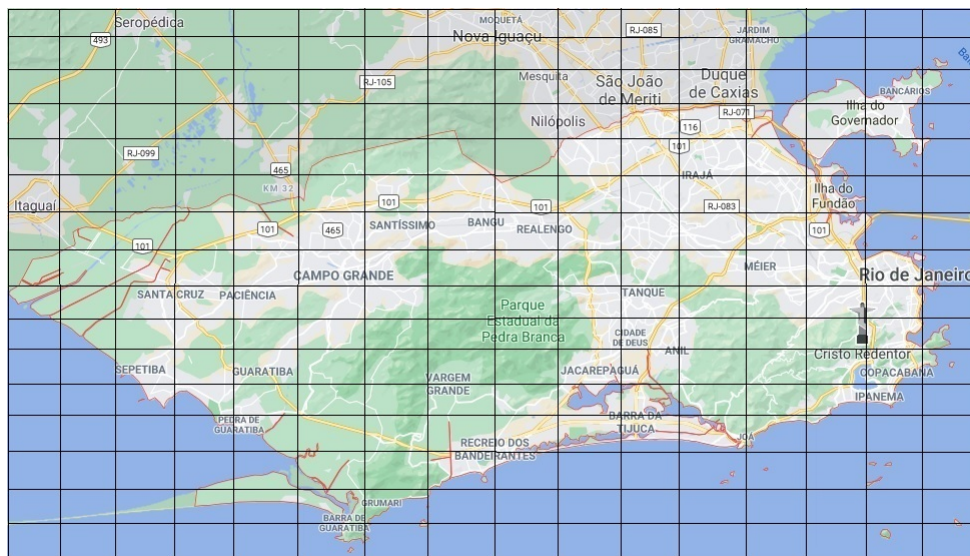 Seropédica
MOQUETÁ
Nova Iguaçu
RJ-085
JARDIM
GRAMACHO
493
Mesquita
RJ-105
São João
de Meriti
Duque
de Caxias
BANCÁRIOS
Ilha do
Governador
Nilópolis
RJ-071
116
101
RJ-099
465
KM 32
IRAJÁ
Itaguaí
101
101
RJ-083
Ilha do
Fundão
101
465
SANTÍSSIMO
BANGU
REALENGO
101
101
CAMPO GRANDE
MÉIER
Rio de Janeiro
SANTA CRUZ
PACIÊNCIA
TANQUE
Parque
Estadual da
Pedra Branca
CIDADE
DE DEUS
ANIL
Cristo Redentor
SEPETIBA
GUARATIBA
VARGEM
GRANDE
JACAREPAGUÁ
COPACABANA
IPANEMA
PEDRA DE
GUARATIBA
BARRA DA
TIJUCA
RECREIO DOS
BANDEIRANTES
JOÁ
GRUMARI
BARRA DE
GUARATIBA